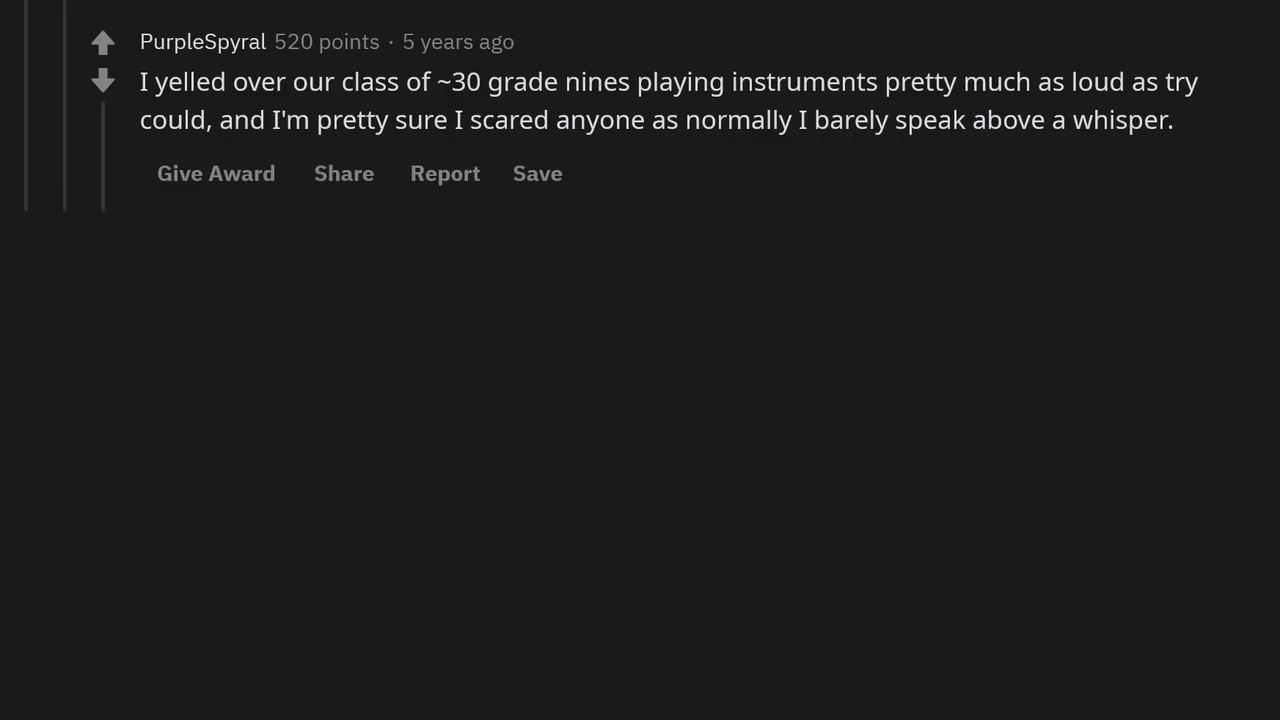 PurpleSpyral 520 points · 5 years ago
I yelled over our class of ~30 grade nines playing instruments pretty much as loud as try
could, and I'm pretty sure I scared anyone as normally I barely speak above a whisper.
Give Award Share Report Save